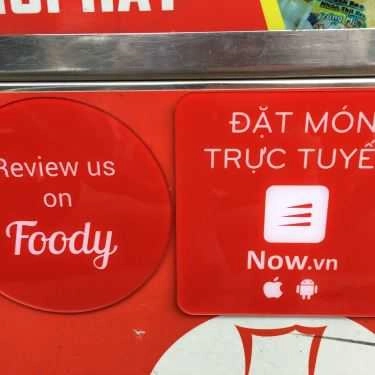 Review us
on
Foody
ĐẶT MÓN
TRỰC TUYẾ
Now.vn